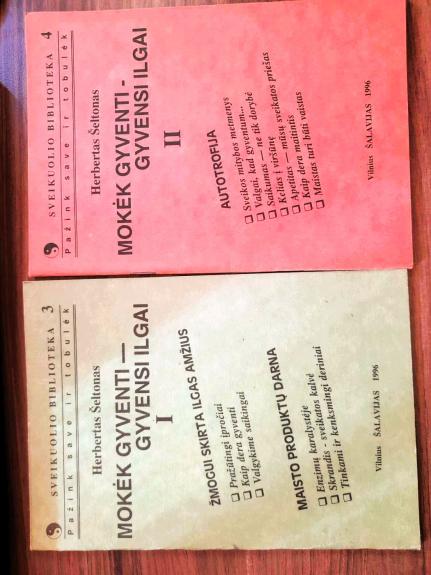 SVEIKUOLIO BIBLIOTEKA 4
Pažink save ir tobulėk
Herbertas Šeltonas
MOKĖK GYVENTI -
GYVENSI ILGAI
II
AUTOTROFIJA
Sveikos mitybos metmenys
Valgai, kad gyventum...
Saikumas — ne tik dorybė
Kelias į viršūnę
Apetitas — mūsų sveikatos priešas
Kaip dera maitintis
Maistas turi būti vaistas
Vilnius ŠALAVIJAS 1996
SVEIKUOLIO BIBLIOTEKA 3
Pažink save ir tobulėk
Herbertas Šeltonas
MOKĖK GYVENTI —
GYVENSI ILGAI
I
ŽMOGUI SKIRTA ILGAS AMŽIUS
Pražūtingi įpročiai
Kaip dera gyventi
Valgykime saikingai
MAISTO PRODUKTŲ DARNA
Enzimų karalystėje
Skrandis - sveikatos kalvė
Tinkami ir kenksmingi deriniai
Vilnius ŠALAVIJAS 1996